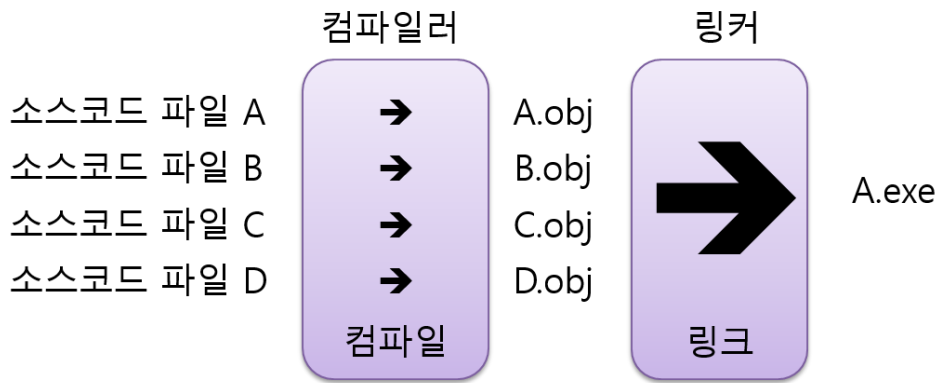 컴파일러
링커
소스코드 파일 A
A.obj
소스코드 파일 B
B.obj
소스코드 파일 C
C.obj
소스코드 파일 D
D.obj
A.exe
컴파일
링크